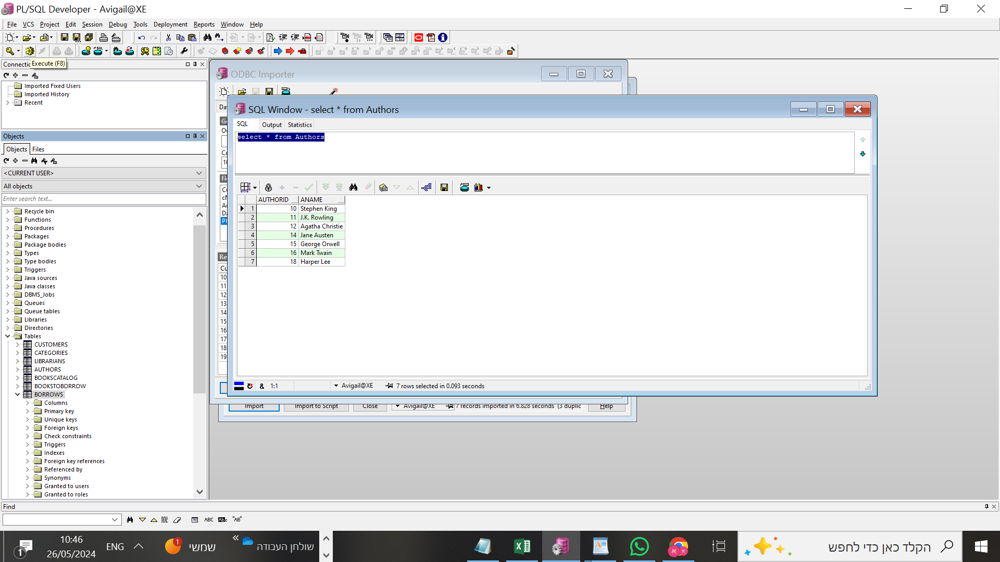 PL/SQL Developer - Avigail@XE
File VCS Project Edit Session Debug Tools Deployment Reports Window Help
Execute (F8)
Imported Fixed Users
Imported History
Recent
Objects
Objects Files
<CURRENT USER>
All objects
Enter search text...
Recycle bin
Functions
Procedures
Packages
Package bodies
Types
Type bodies
Triggers
Java sources
Java classes
DBMS_Jobs
Queues
Queue tables
Libraries
Directories
Tables
CUSTOMERS
CATEGORIES
LIBRARIANS
AUTHORS
BOOKSCATALOG
BOOKSTOBORROW
BORROWS
Columns
Primary key
Unique keys
Foreign keys
Check constraints
Triggers
Indexes
Foreign key references
Referenced by
Synonyms
Granted to users
Granted to roles
ODBC Importer
10
11
12
13
14
15
16
17
18
19
SQL Window - select * from Authors
SQL Output Statistics
select * from Authors
AUTHORID ANAME
1 10 Stephen King
2 11 J.K. Rowling
3 12 Agatha Christie
4 14 Jane Austen
5 15 George Orwell
6 16 Mark Twain
7 18 Harper Lee
& 1:1 Avigail@XE 7 rows selected in 0.093 seconds
Import Import to Script Close Avigail@XE 7 records imported in 6.828 seconds (3 duplic Help
Find
ABC "AB"
1
10:46
26/05/2024
ENG
1
שמשי
שולחן העבודה
הקלד כאן כדי לחפש